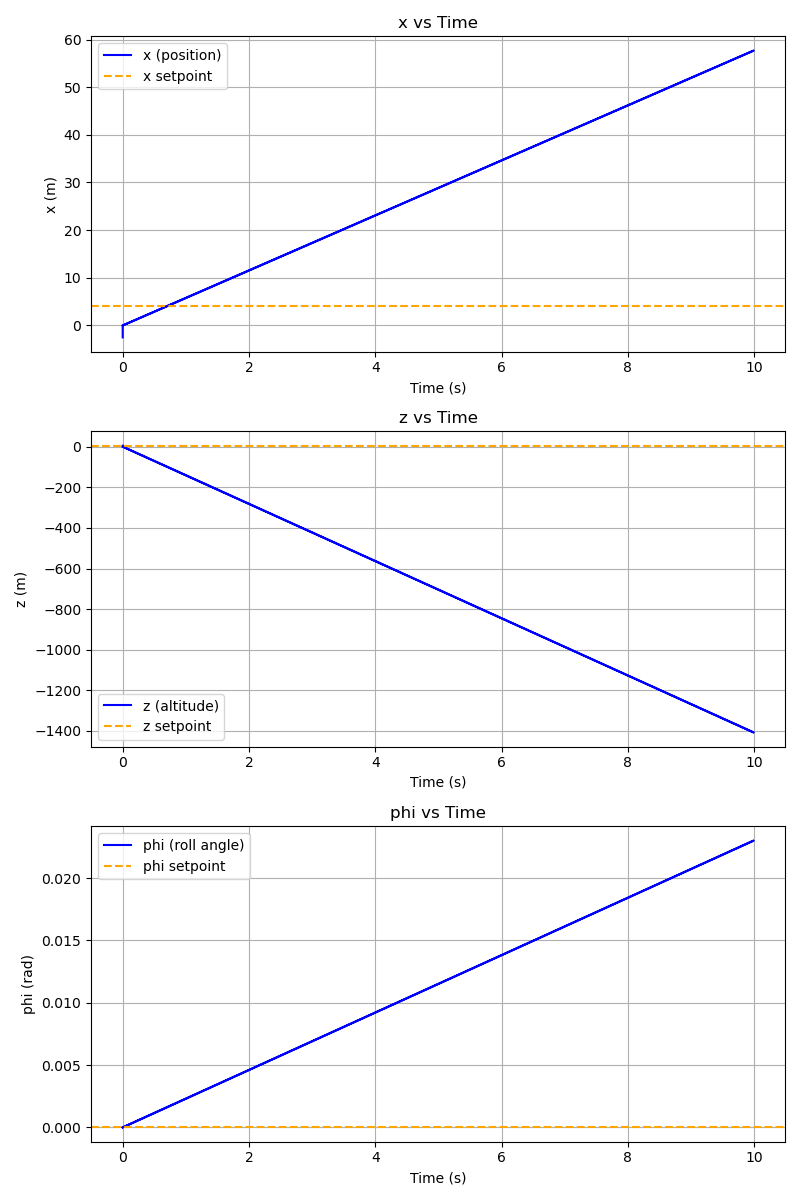 x vs Time
x (position)
x setpoint
x (m)
60
50
40
30
20
10
0
0 2 4 6 8 10
Time (s)
z vs Time
z (m)
0
−200
−400
−600
−800
−1000
−1200
−1400
z (altitude)
z setpoint
0 2 4 6 8 10
Time (s)
phi vs Time
phi (roll angle)
phi setpoint
phi (rad)
0.020
0.015
0.010
0.005
0.000
0 2 4 6 8 10
Time (s)